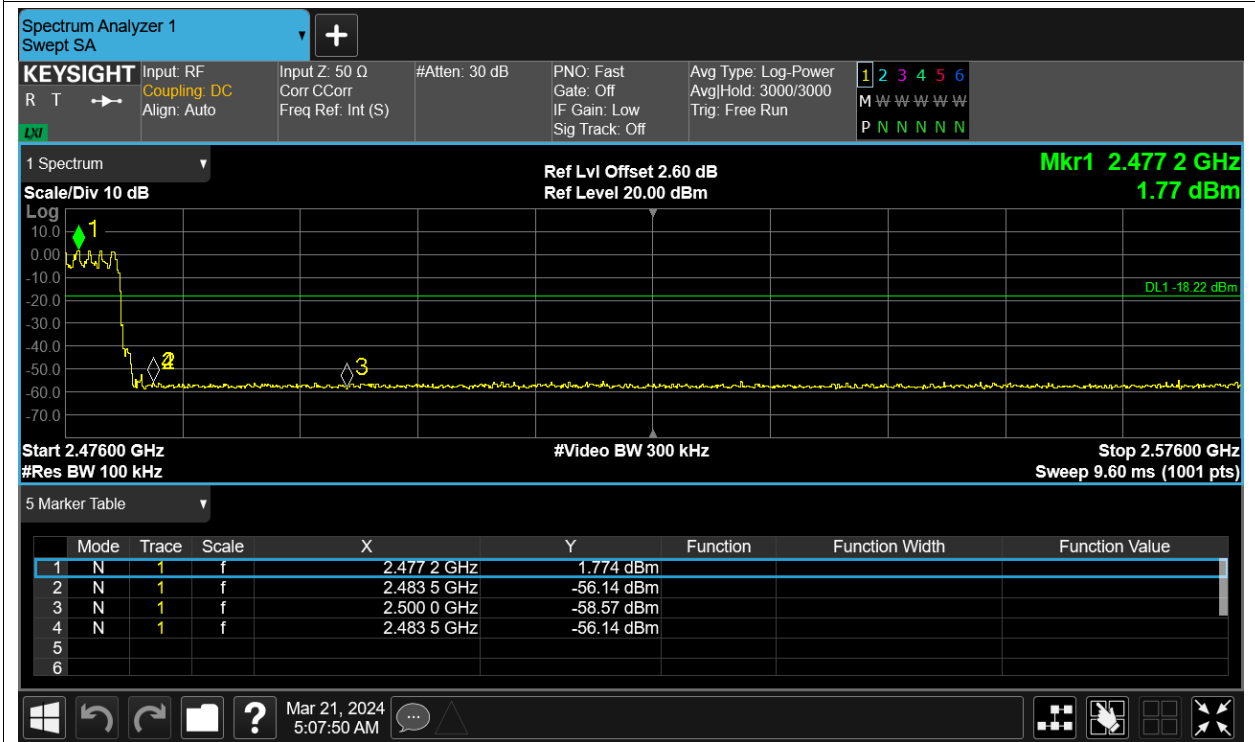 Spectrum Analyzer 1
Swept SA
KEYSIGHT
R T
LXI
Input: RF
Coupling: DC
Align: Auto
Input Z: 50 Ω
Corr CCorr
Freq Ref: Int (S)
#Atten: 30 dB
PNO: Fast
Gate: Off
IF Gain: Low
Sig Track: Off
Avg Type: Log-Power
Avg|Hold: 3000/3000
Trig: Free Run
1 2 3 4 5 6
M W W W W W
P N N N N N
1 Spectrum
Scale/Div 10 dB
Ref Lvl Offset 2.60 dB
Ref Level 20.00 dBm
Mkr1 2.477 2 GHz
1.77 dBm
Log
10.0
0.00
-10.0
-20.0
-30.0
-40.0
-50.0
-60.0
-70.0
1
3
DL1 -18.22 dBm
Start 2.47600 GHz
#Video BW 300 kHz
Stop 2.57600 GHz
#Res BW 100 kHz
Sweep 9.60 ms (1001 pts)
5 Marker Table
Mode Trace Scale X Y Function Function Width Function Value
1 N 1 f 2.477 2 GHz 1.774 dBm
2 N 1 f 2.483 5 GHz -56.14 dBm
3 N 1 f 2.500 0 GHz -58.57 dBm
4 N 1 f 2.483 5 GHz -56.14 dBm
5
6
?
Mar 21, 2024
5:07:50 AM